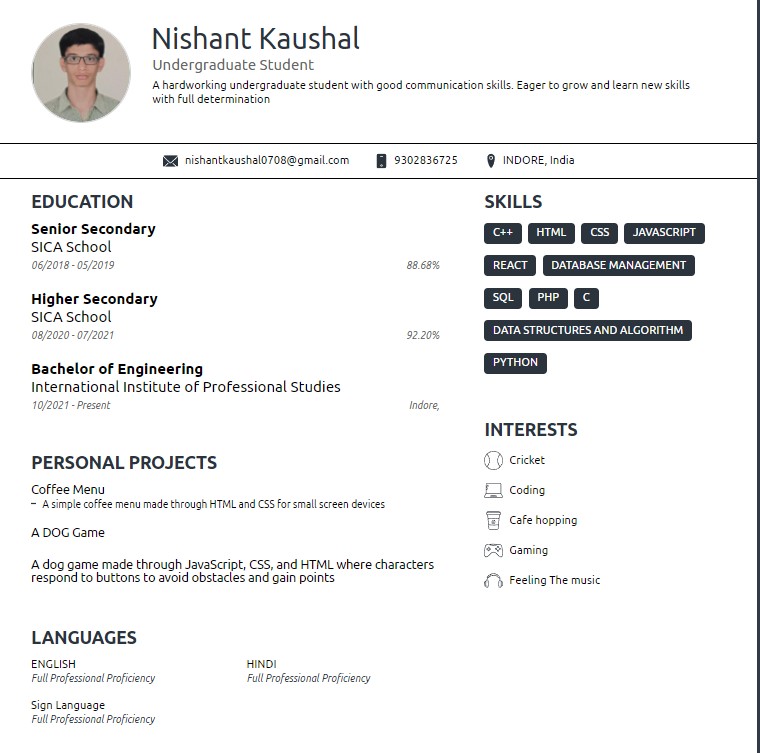 Nishant Kaushal
Undergraduate Student
A hardworking undergraduate student with good communication skills. Eager to grow and learn new skills
with full determination
nishantkaushal0708@gmail.com 9302836725 INDORE, India
EDUCATION
Senior Secondary
SICA School
06/2018 - 05/2019 88.68%
Higher Secondary
SICA School
08/2020 - 07/2021 92.20%
Bachelor of Engineering
International Institute of Professional Studies
10/2021 - Present Indore,
PERSONAL PROJECTS
Coffee Menu
– A simple coffee menu made through HTML and CSS for small screen devices
A DOG Game
A dog game made through JavaScript, CSS, and HTML where characters
respond to buttons to avoid obstacles and gain points
LANGUAGES
ENGLISH HINDI
Full Professional Proficiency Full Professional Proficiency
Sign Language
Full Professional Proficiency
SKILLS
C++ HTML CSS JAVASCRIPT
REACT DATABASE MANAGEMENT
SQL PHP C
DATA STRUCTURES AND ALGORITHM
PYTHON
INTERESTS
Cricket
Coding
Cafe hopping
Gaming
Feeling The music